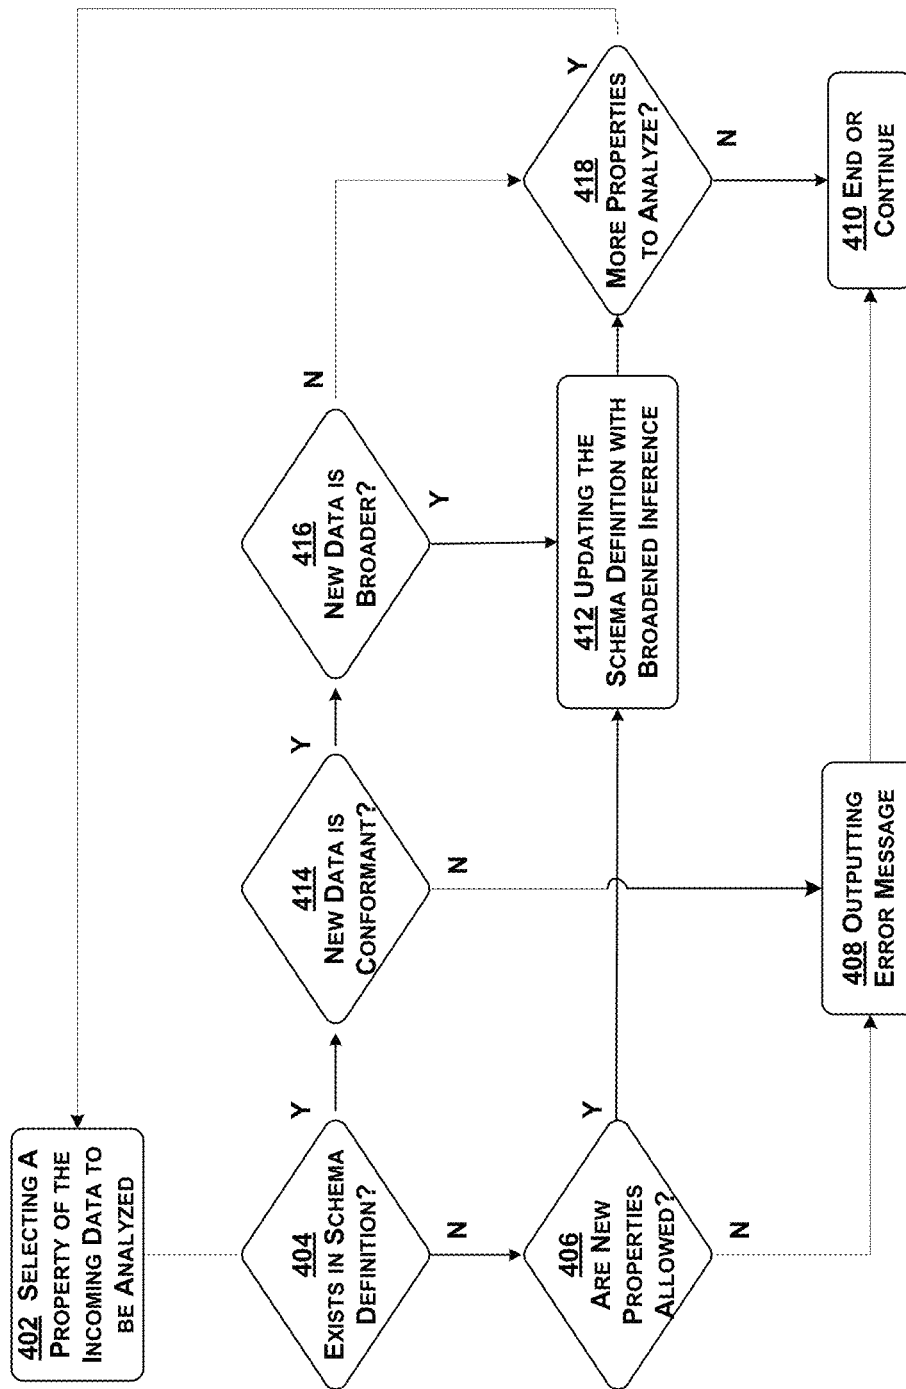 402 SELECTING A
PROPERTY OF THE
INCOMING DATA TO
BE ANALYZED
404
EXISTS IN SCHEMA
DEFINITION?
Y
N
414
NEW DATA IS
CONFORMANT?
Y
N
416
NEW DATA IS
BROADER?
N
Y
406
ARE NEW
PROPERTIES
ALLOWED?
Y
N
412 UPDATING THE
SCHEMA DEFINITION WITH
BROADENED INFERENCE
418
MORE PROPERTIES
TO ANALYZE?
Y
N
408 OUTPUTTING
ERROR MESSAGE
410 END OR
CONTINUE